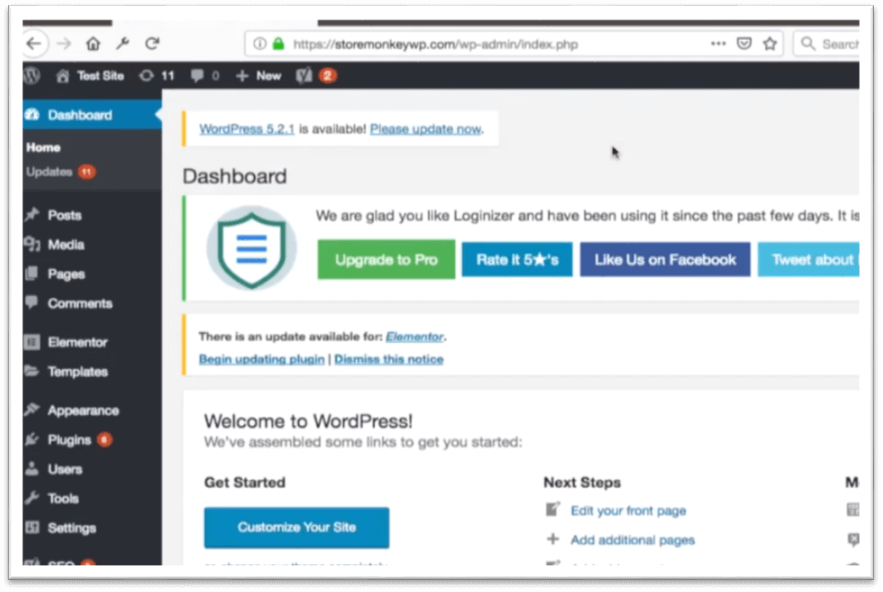 https://storemonkeywp.com/wp-admin/index.php
Search
Test Site 11 0 New 2
Dashboard
Home
Updates 11
Posts
Media
Pages
Comments
Elementor
Templates
Appearance
Plugins 6
Users
Tools
Settings
SEO
WordPress 5.2.1 is available! Please update now.
Dashboard
We are glad you like Loginizer and have been using it since the past few days. It is
Upgrade to Pro Rate it 5★'s Like Us on Facebook Tweet about
There is an update available for: Elementor.
Begin updating plugin | Dismiss this notice
Welcome to WordPress!
We've assembled some links to get you started:
Get Started
Customize Your Site
Next Steps
Edit your front page
Add additional pages